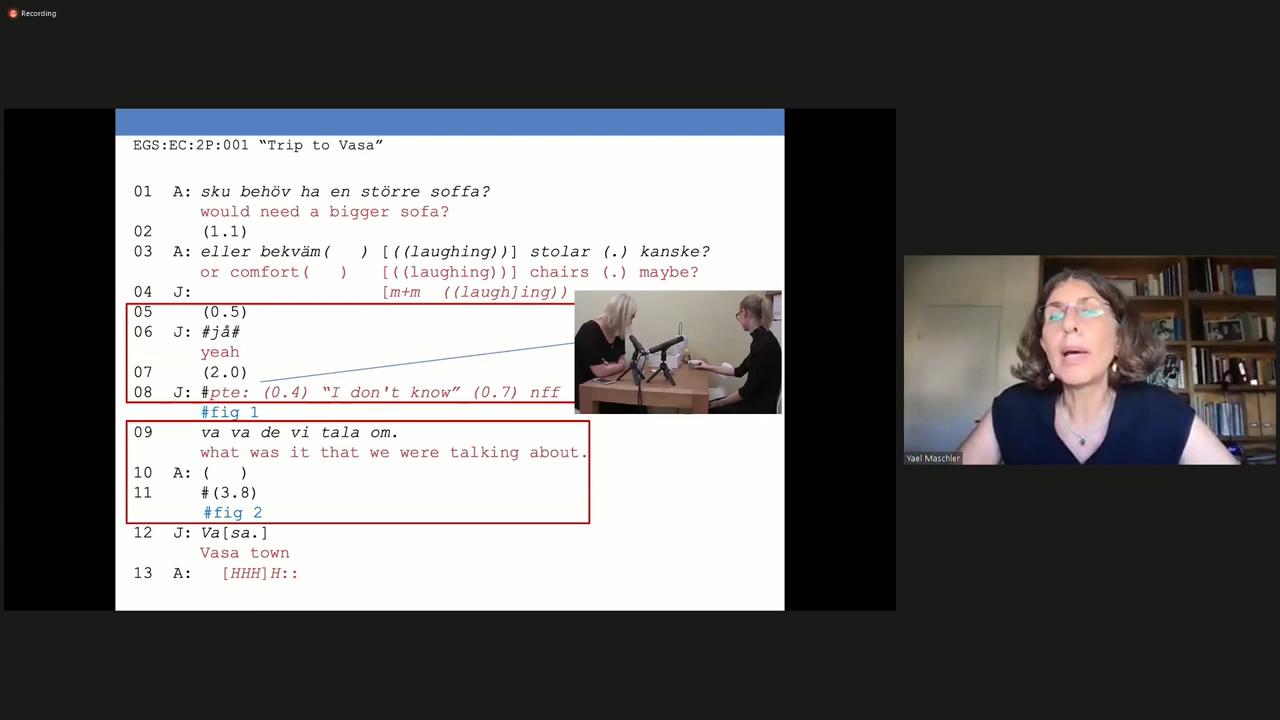 Recording
EGS:EC:2P:001 “Trip to Vasa”
01 A: sku behöv ha en större soffa?
would need a bigger sofa?
02 (1.1)
03 A: eller bekväm( ) [((laughing))] stolar (.) kanske?
or comfort( ) [((laughing))] chairs (.) maybe?
04 J: [m+m ((laugh]ing))
05 (0.5)
06 J: #jå#
yeah
07 (2.0)
08 J: #pte: (0.4) “I don't know” (0.7) nff
#fig 1
09 va va de vi tala om.
what was it that we were talking about.
10 A: ( )
11 #(3.8)
#fig 2
12 J: Va[sa.]
Vasa town
13 A: [HHH]H::
Yael Maschler